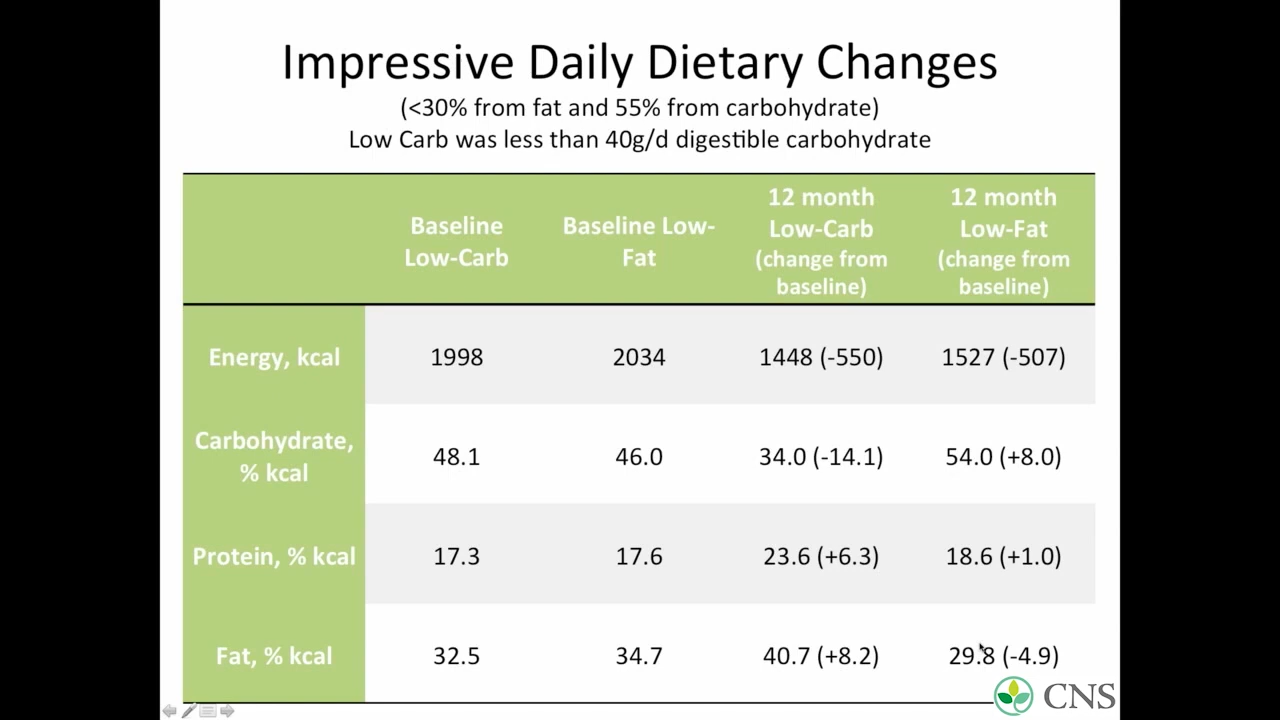 Impressive Daily Dietary Changes
(<30% from fat and 55% from carbohydrate)
Low Carb was less than 40g/d digestible carbohydrate
Baseline Low-Carb
Baseline Low-Fat
12 month Low-Carb (change from baseline)
12 month Low-Fat (change from baseline)
Energy, kcal 1998 2034 1448 (-550) 1527 (-507)
Carbohydrate, % kcal 48.1 46.0 34.0 (-14.1) 54.0 (+8.0)
Protein, % kcal 17.3 17.6 23.6 (+6.3) 18.6 (+1.0)
Fat, % kcal 32.5 34.7 40.7 (+8.2) 29.8 (-4.9)
CNS